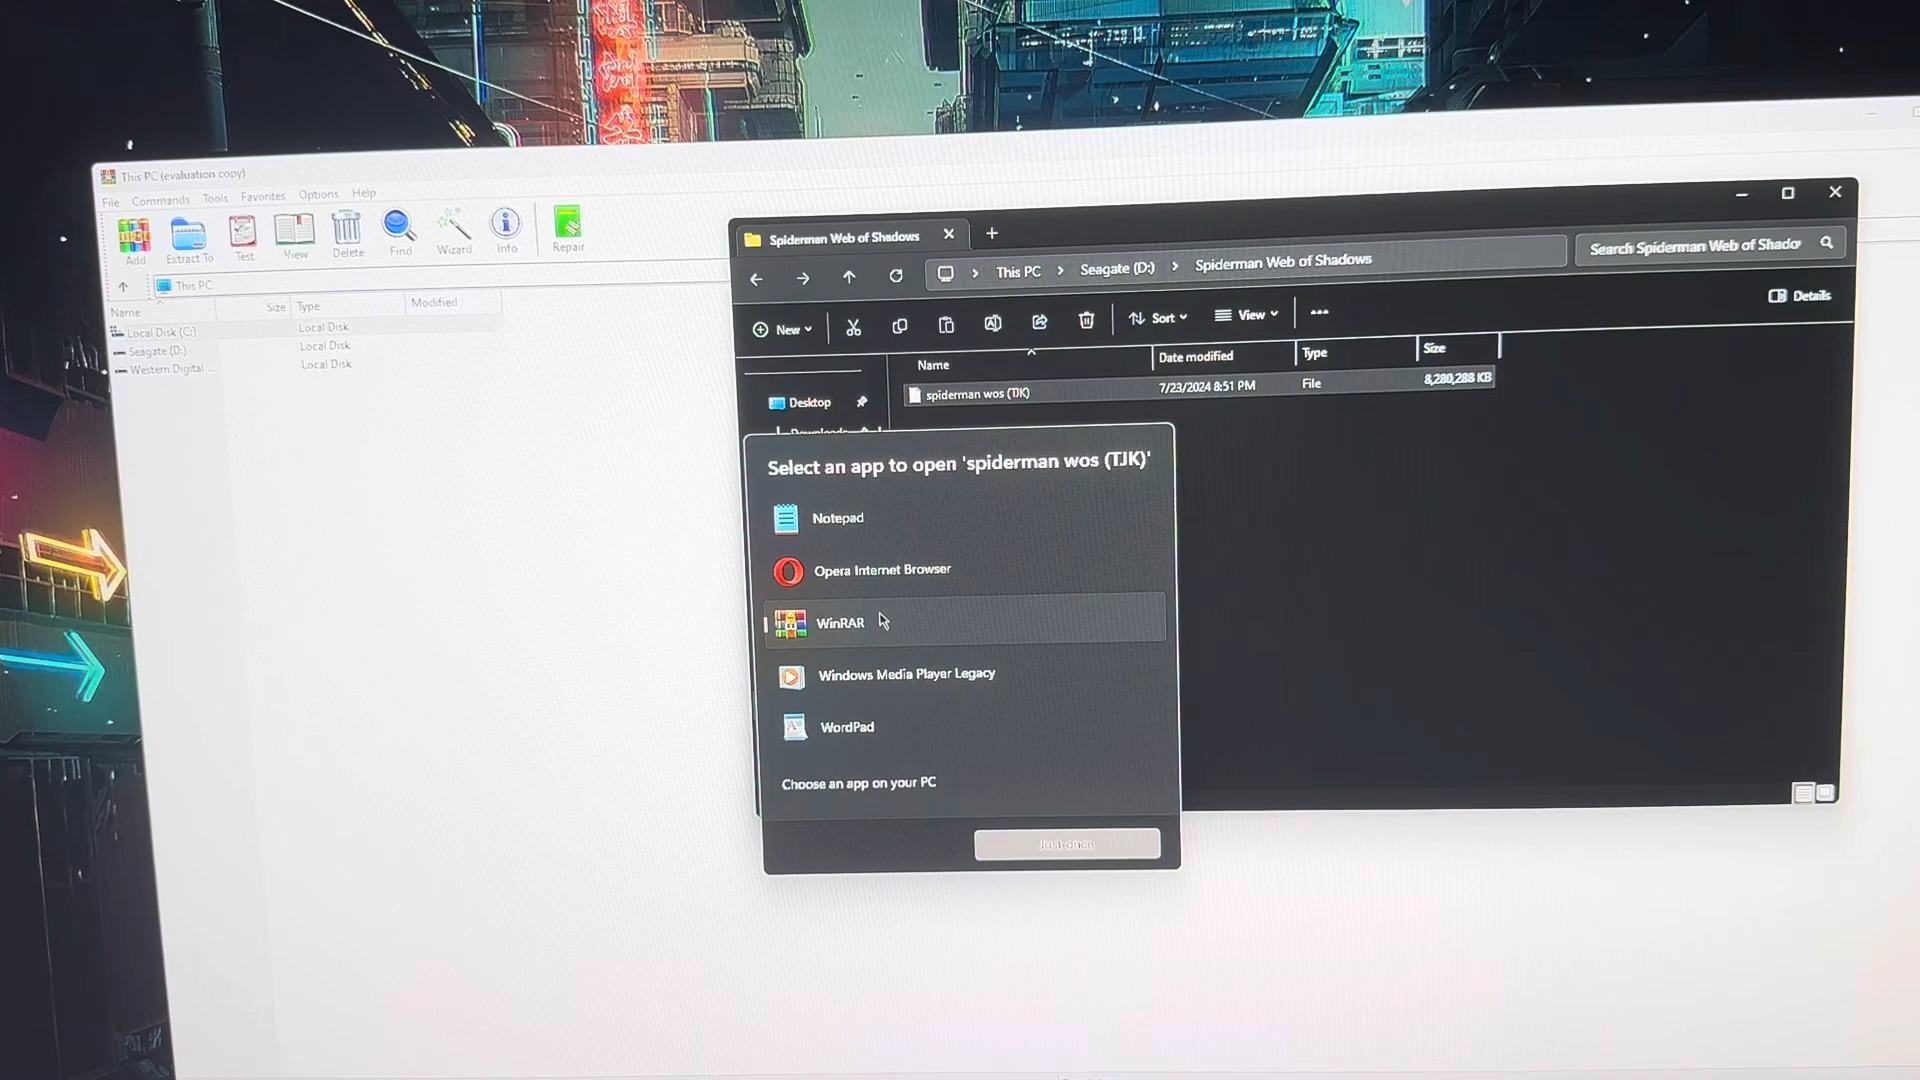 This PC (evaluation copy)
File Commands Tools Favorites Options Help
Add Extract To Test View Delete Find Wizard Info Repair
This PC
Name Size Type Modified
Local Disk (C:) Local Disk
Seagate (D:) Local Disk
Western Digital ... Local Disk
Spiderman Web of Shadows
This PC > Seagate (D:) > Spiderman Web of Shadows
Search Spiderman Web of Shado
New Sort View ... Details
Name Date modified Type Size
Desktop
Downloads
spiderman wos (TJK) 7/23/2024 8:51 PM File 8,280,288 KB
Select an app to open 'spiderman wos (TJK)'
Notepad
Opera Internet Browser
WinRAR
Windows Media Player Legacy
WordPad
Choose an app on your PC
Just once